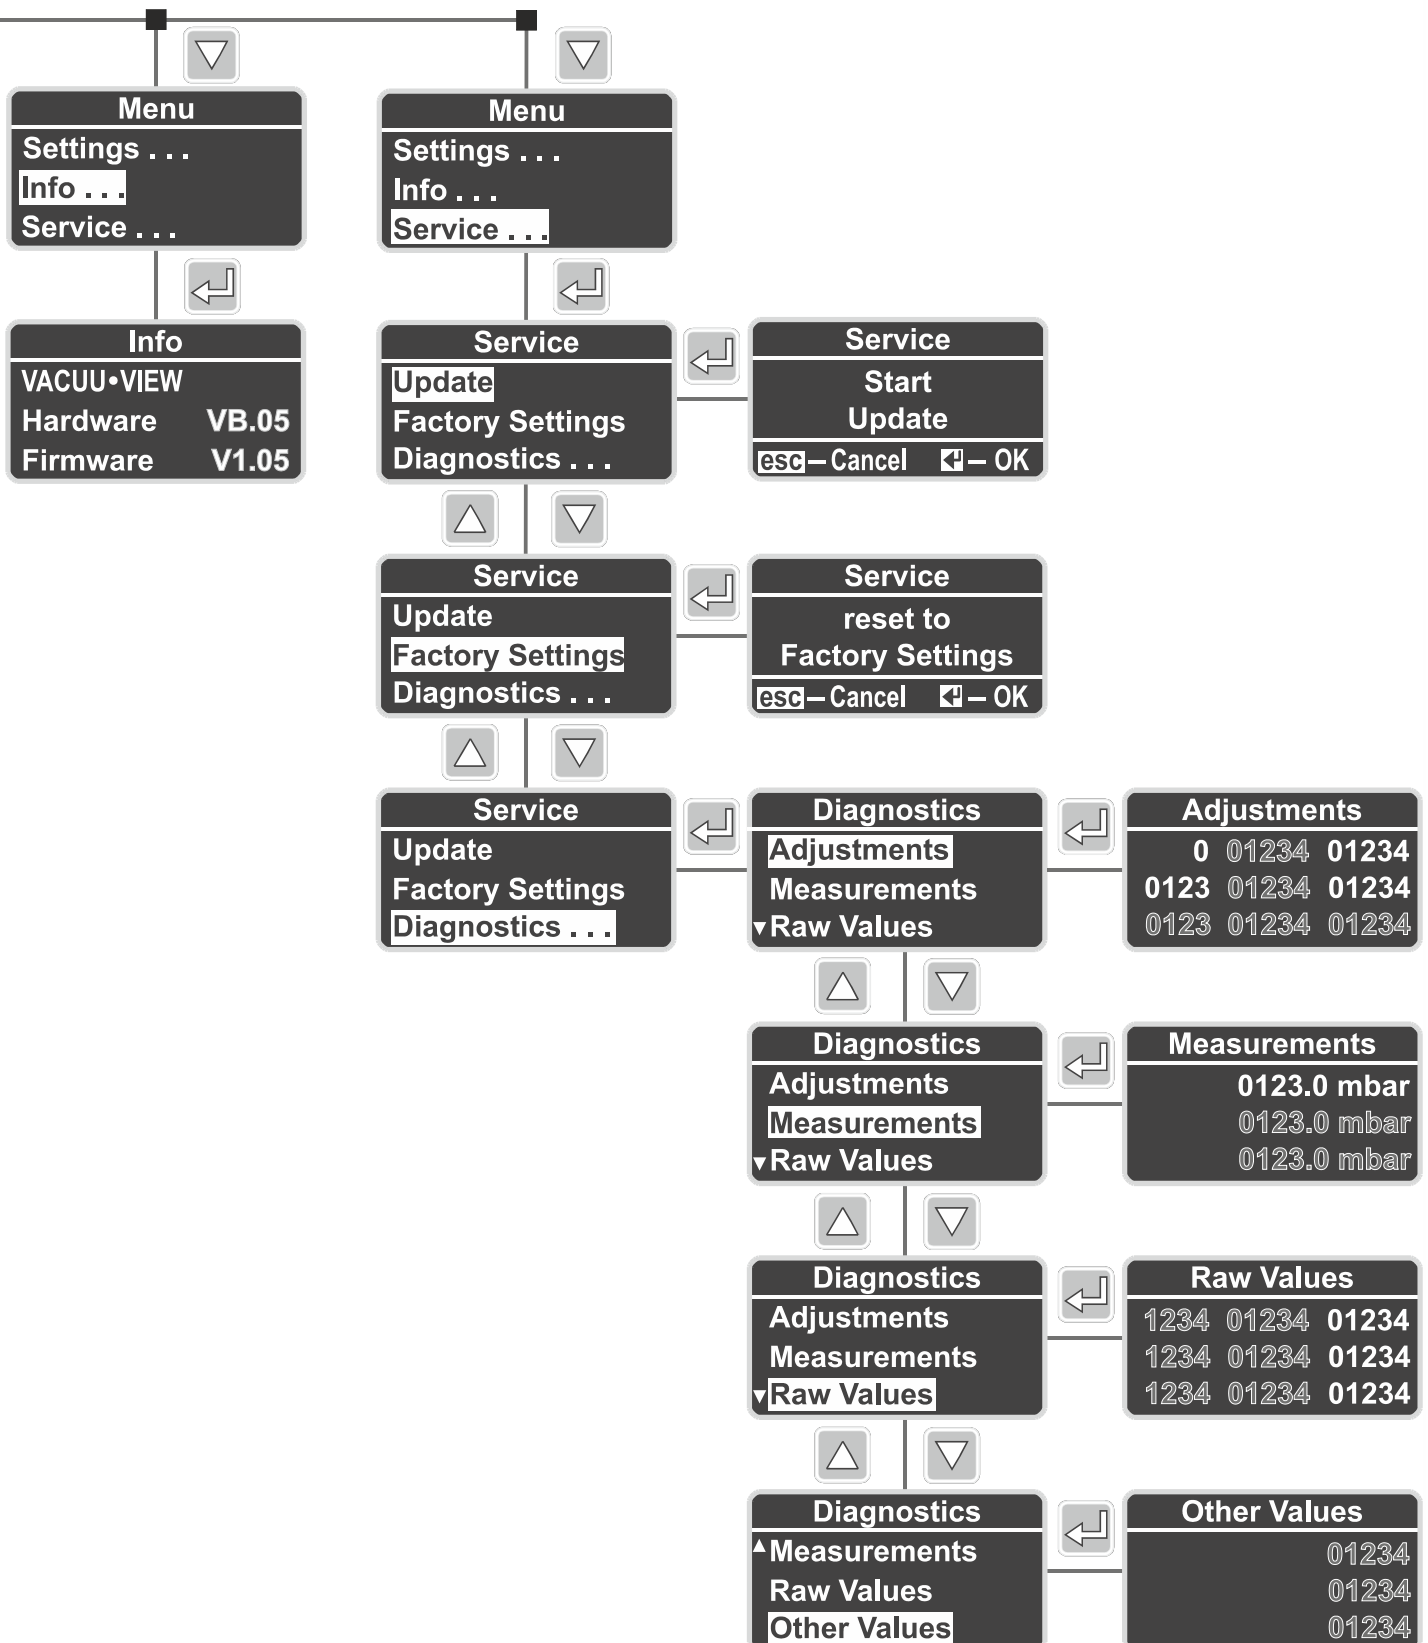 Menu
Settings . . .
Info . . .
Service . . .
Menu
Settings . . .
Info . . .
Service . . .
Info
VACUU•VIEW
Hardware VB.05
Firmware V1.05
Service
Update
Factory Settings
Diagnostics . . .
Service
Start
Update
esc – Cancel – OK
Service
Update
Factory Settings
Diagnostics . . .
Service
reset to
Factory Settings
esc – Cancel – OK
Service
Update
Factory Settings
Diagnostics . . .
Diagnostics
Adjustments
Measurements
▾Raw Values
Adjustments
0 01234 01234
0123 01234 01234
0123 01234 01234
Diagnostics
Adjustments
Measurements
▾Raw Values
Measurements
0123.0 mbar
0123.0 mbar
0123.0 mbar
Diagnostics
Adjustments
Measurements
▾Raw Values
Raw Values
1234 01234 01234
1234 01234 01234
1234 01234 01234
Diagnostics
▴Measurements
Raw Values
Other Values
Other Values
01234
01234
01234